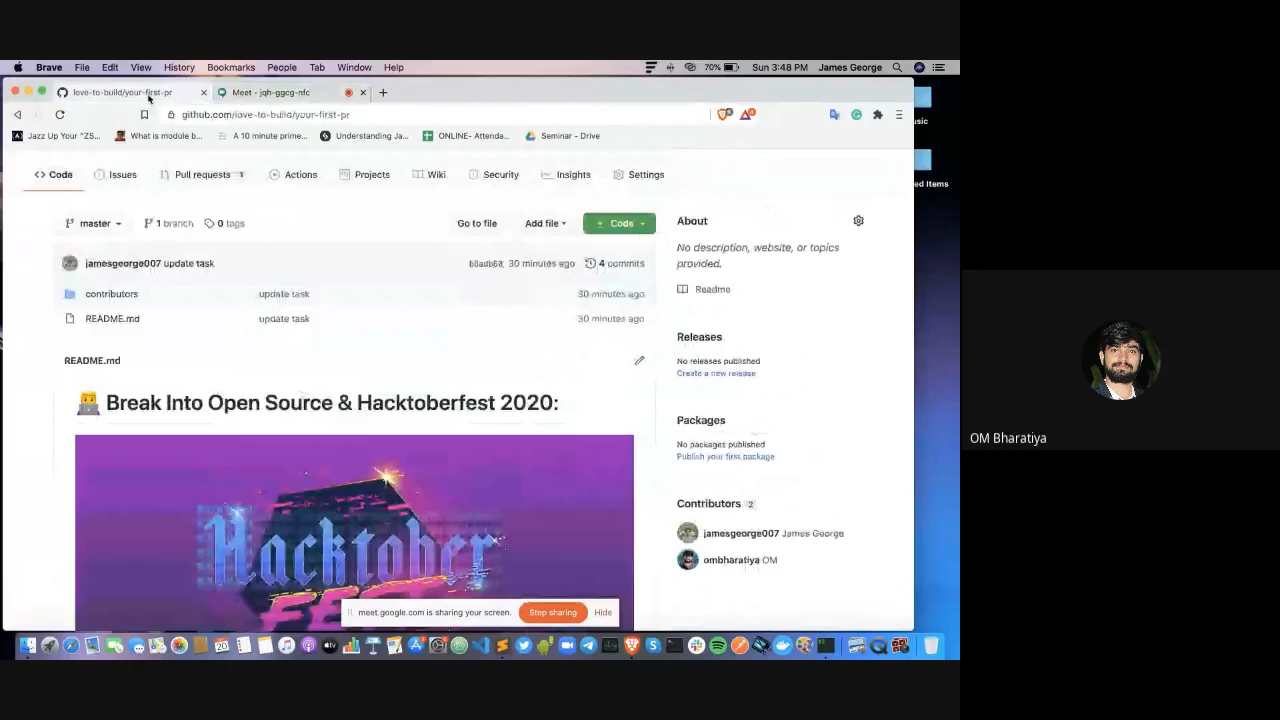 Brave File Edit View History Bookmarks People Tab Window Help 70% Sun 3:48 PM James George
love-to-build/your-first-pr Meet - jqh-ggcg-nfc
github.com/love-to-build/your-first-pr
Jazz Up Your "ZS... What is module b... A 10 minute prime... Understanding Ja... ONLINE- Attenda... Seminar - Drive
<> Code Issues Pull requests 1 Actions Projects Wiki Security Insights Settings
master 1 branch 0 tags Go to file Add file Code
jamesgeorge007 update task 30 minutes ago 4 commits
contributors update task 30 minutes ago
README.md update task 30 minutes ago
README.md
Break Into Open Source & Hacktoberfest 2020:
Hacktober
FEST
About
No description, website, or topics
provided.
Readme
Releases
No releases published
Create a new release
Packages
No packages published
Publish your first package
Contributors 2
jamesgeorge007 James George
ombharatiya OM
meet.google.com is sharing your screen. Stop sharing Hide
ed Items
OM Bharatiya